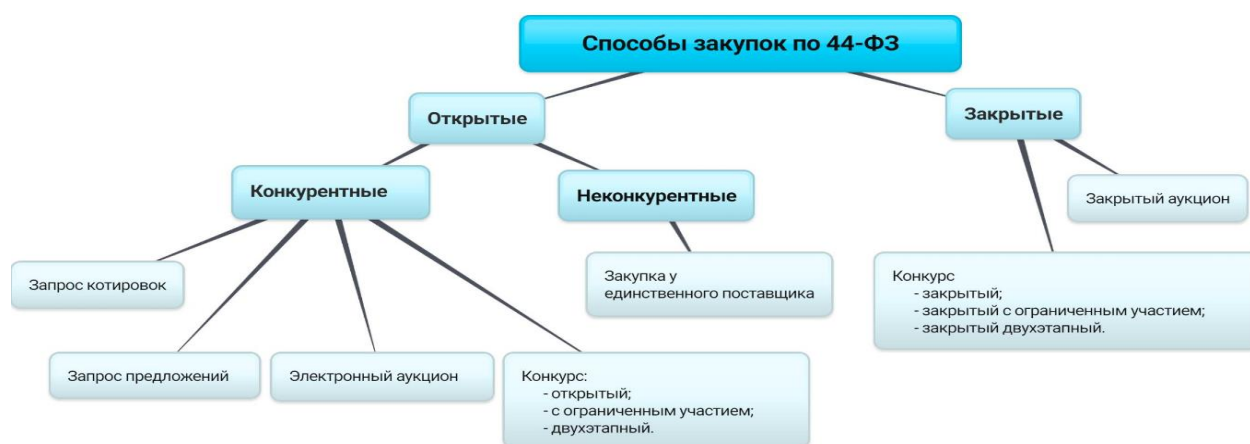 Способы закупок по 44-ФЗ
Открытые
Закрытые
Конкурентные
Неконкурентные
Закрытый аукцион
Запрос котировок
Закупка у
единственного поставщика
Конкурс
- закрытый;
- закрытый с ограниченным участием;
- закрытый двухэтапный.
Запрос предложений
Электронный аукцион
Конкурс:
- открытый;
- с ограниченным участием;
- двухэтапный.